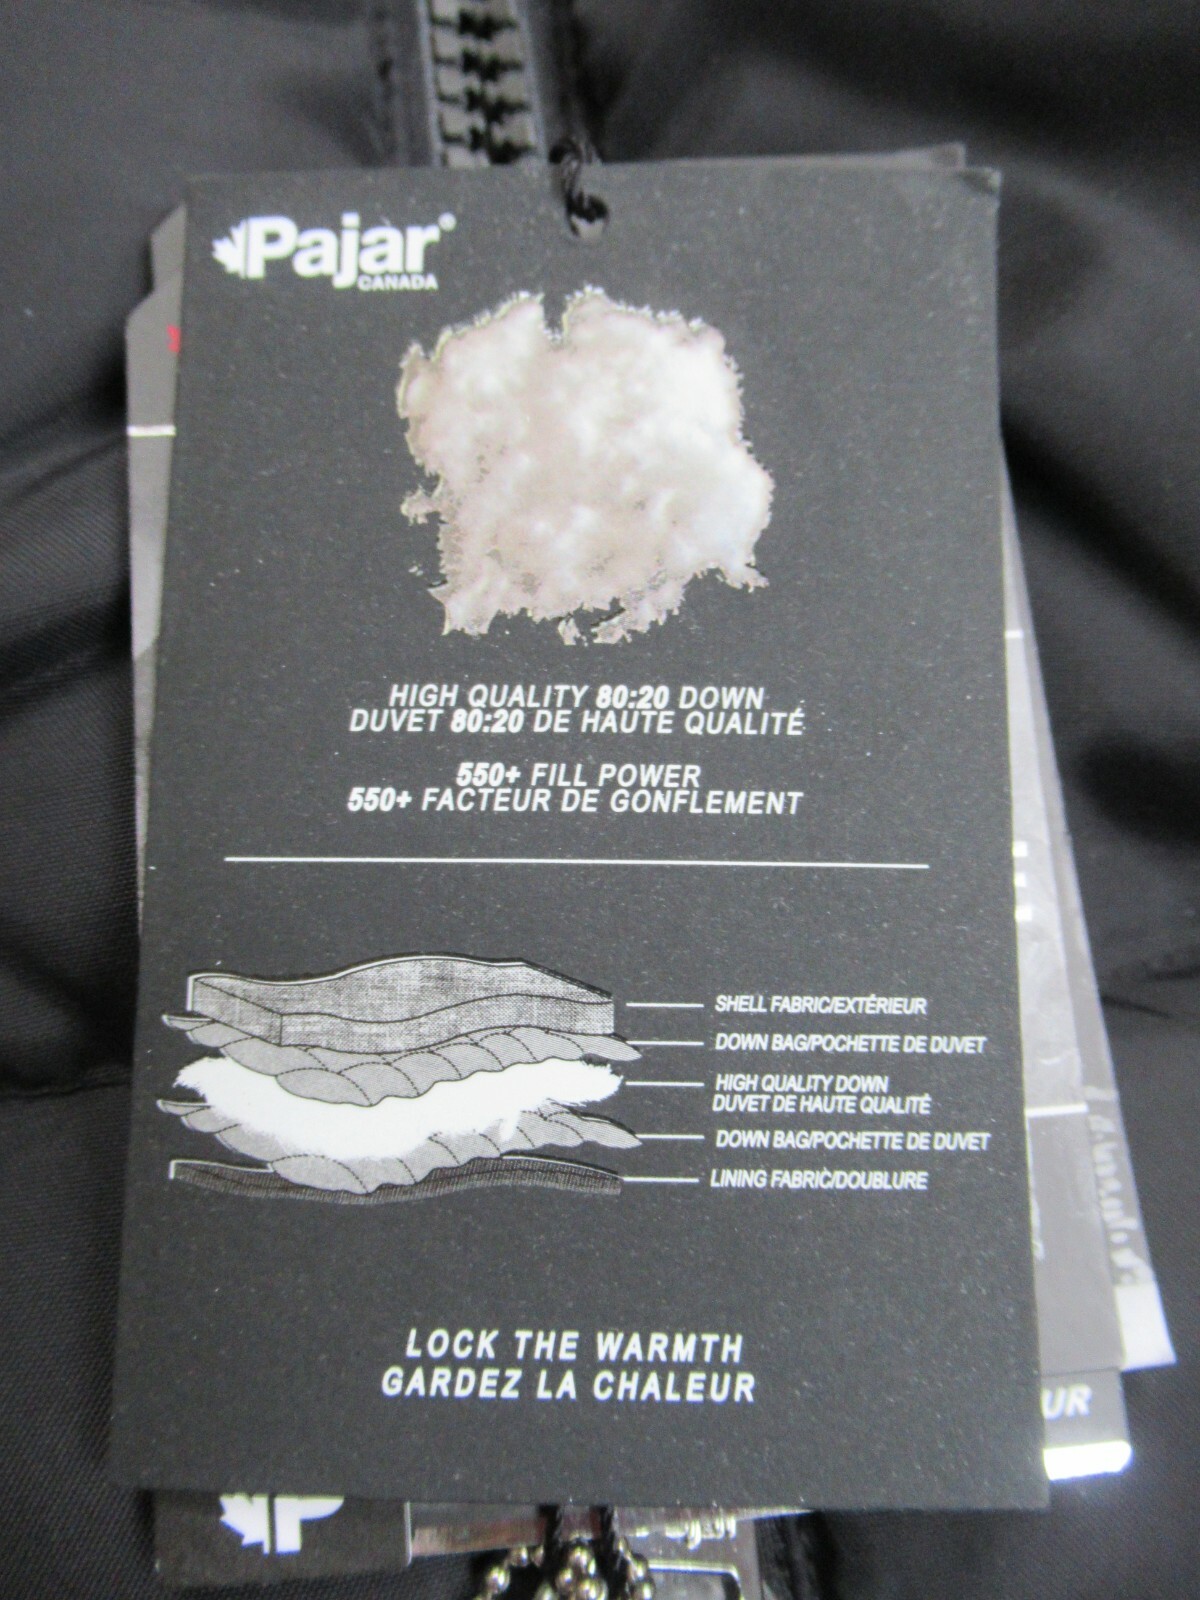 Pajar®
CANADA
HIGH QUALITY 80:20 DOWN
DUVET 80:20 DE HAUTE QUALITÉ
550+ FILL POWER
550+ FACTEUR DE GONFLEMENT
SHELL FABRIC/EXTÉRIEUR
DOWN BAG/POCHETTE DE DUVET
HIGH QUALITY DOWN
DUVET DE HAUTE QUALITÉ
DOWN BAG/POCHETTE DE DUVET
LINING FABRIC/DOUBLURE
LOCK THE WARMTH
GARDEZ LA CHALEUR
UR
P